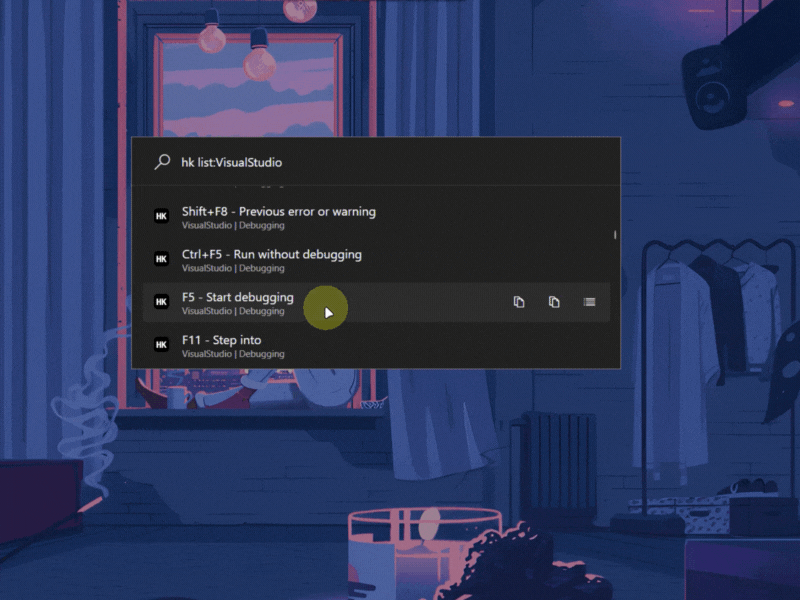 hk list:VisualStudio
HK
Shift+F8 - Previous error or warning
VisualStudio | Debugging
HK
Ctrl+F5 - Run without debugging
VisualStudio | Debugging
HK
F5 - Start debugging
VisualStudio | Debugging
HK
F11 - Step into
VisualStudio | Debugging